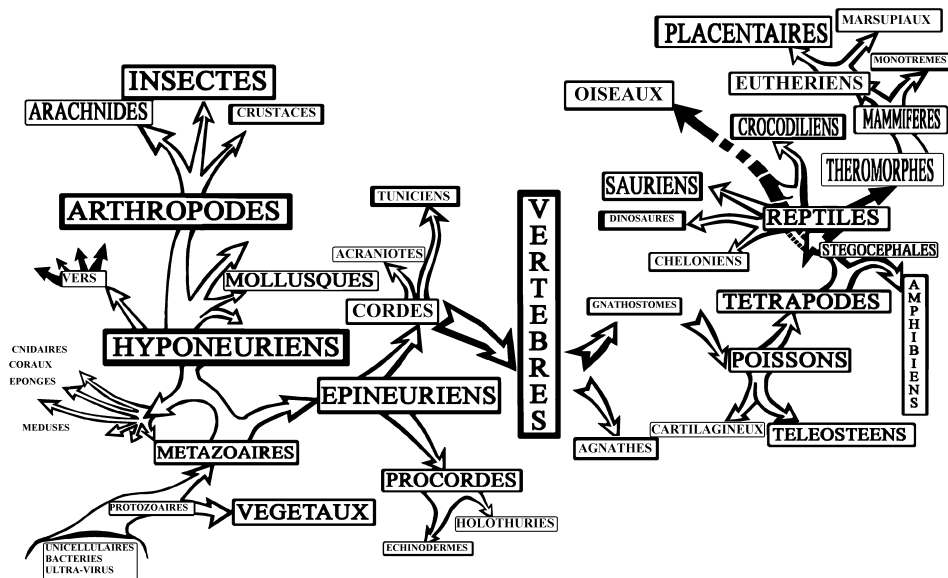 PLACENTAIRES
MARSUPIAUX
MONOTREMES
EUTHERIENS
OISEAUX
MAMMIFERES
CROCODILIENS
THEROMORPHES
INSECTES
ARACHNIDES
CRUSTACES
SAURIENS
TUNICIENS
ARTHROPODES
DINOSAURES
REPTILES
STEGOCEPHALES
ACRANIOTES
CHELONIENS
VERS
MOLLUSQUES
CORDES
VERTEBRES
GNATHOSTOMES
TETRAPODES
AMPHIBIENS
HYPONEURIENS
POISSONS
CNIDAIRES
CORAUX
EPONGES
MEDUSES
EPINEURIENS
CARTILAGINEUX
TELEOSTEENS
AGNATHES
METAZOAIRES
PROCORDES
PROTOZOAIRES
VEGETAUX
HOLOTHURIES
ECHINODERMES
UNICELLULAIRES
BACTERIES
ULTRA-VIRUS